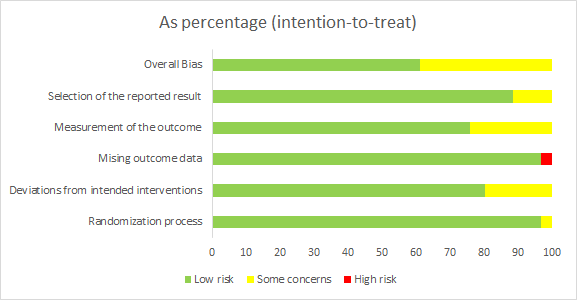 As percentage (intention-to-treat)
Overall Bias
Selection of the reported result
Measurement of the outcome
Mising outcome data
Deviations from intended interventions
Randomization process
0 10 20 30 40 50 60 70 80 90 100
Low risk Some concerns High risk